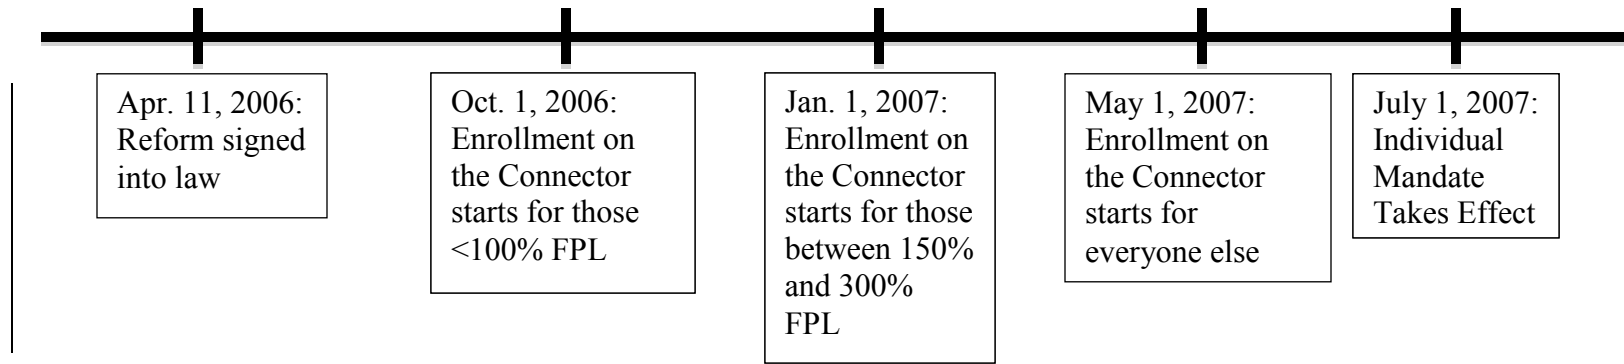 Apr. 11, 2006:
Reform signed
into law
Oct. 1, 2006:
Enrollment on
the Connector
starts for those
<100% FPL
Jan. 1, 2007:
Enrollment on
the Connector
starts for those
between 150%
and 300%
FPL
May 1, 2007:
Enrollment on
the Connector
starts for
everyone else
July 1, 2007:
Individual
Mandate
Takes Effect